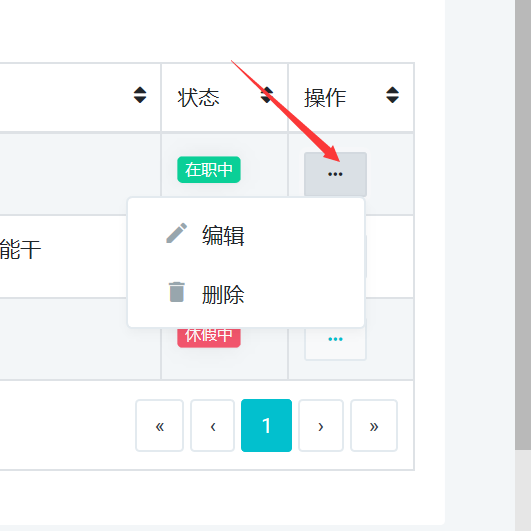 状态 操作
在职中 ...
编辑
能干
删除
休假中 ...
« ‹ 1 › »